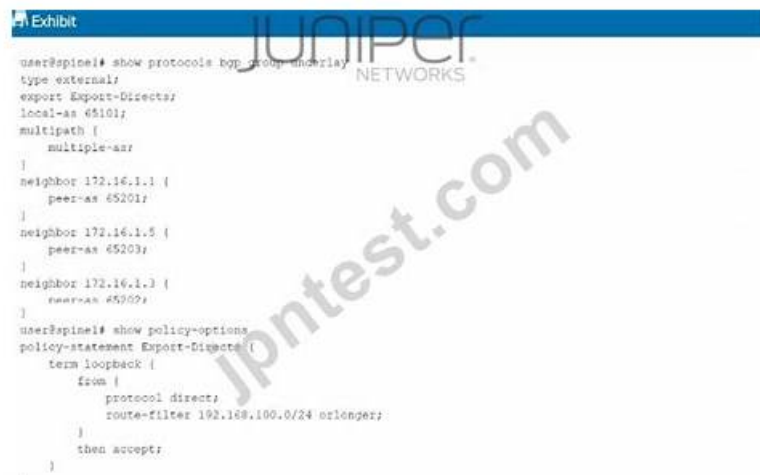 Exhibit
JUNIPER
NETWORKS
user@spine1# show protocols bgp group underlay
type external;
export Export-Directs;
local-as 65101;
multipath {
multiple-as;
}
neighbor 172.16.1.1 {
peer-as 65201;
}
neighbor 172.16.1.5 {
peer-as 65203;
}
neighbor 172.16.1.3 {
peer-as 65202;
}
user@spine1# show policy-options
policy-statement Export-Directs {
term loopback {
from {
protocol direct;
route-filter 192.168.100.0/24 orlonger;
}
then accept;
}
jpntest.com